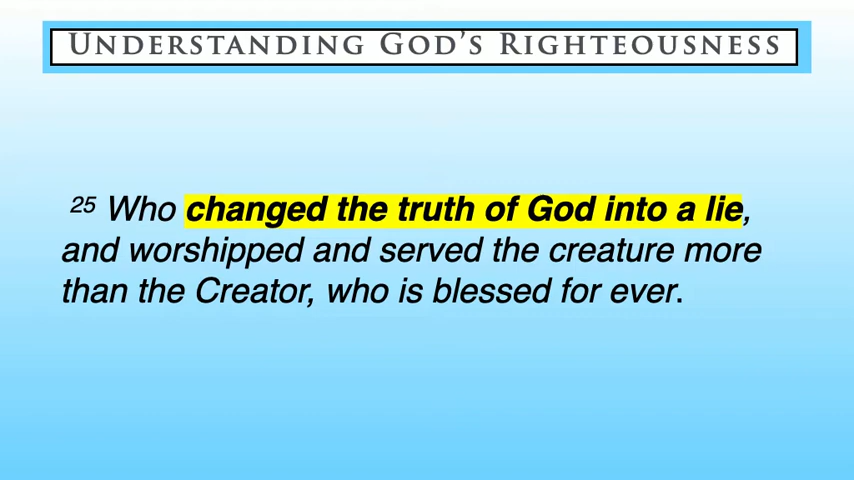 Understanding God's Righteousness
25 Who changed the truth of God into a lie,
and worshipped and served the creature more
than the Creator, who is blessed for ever.